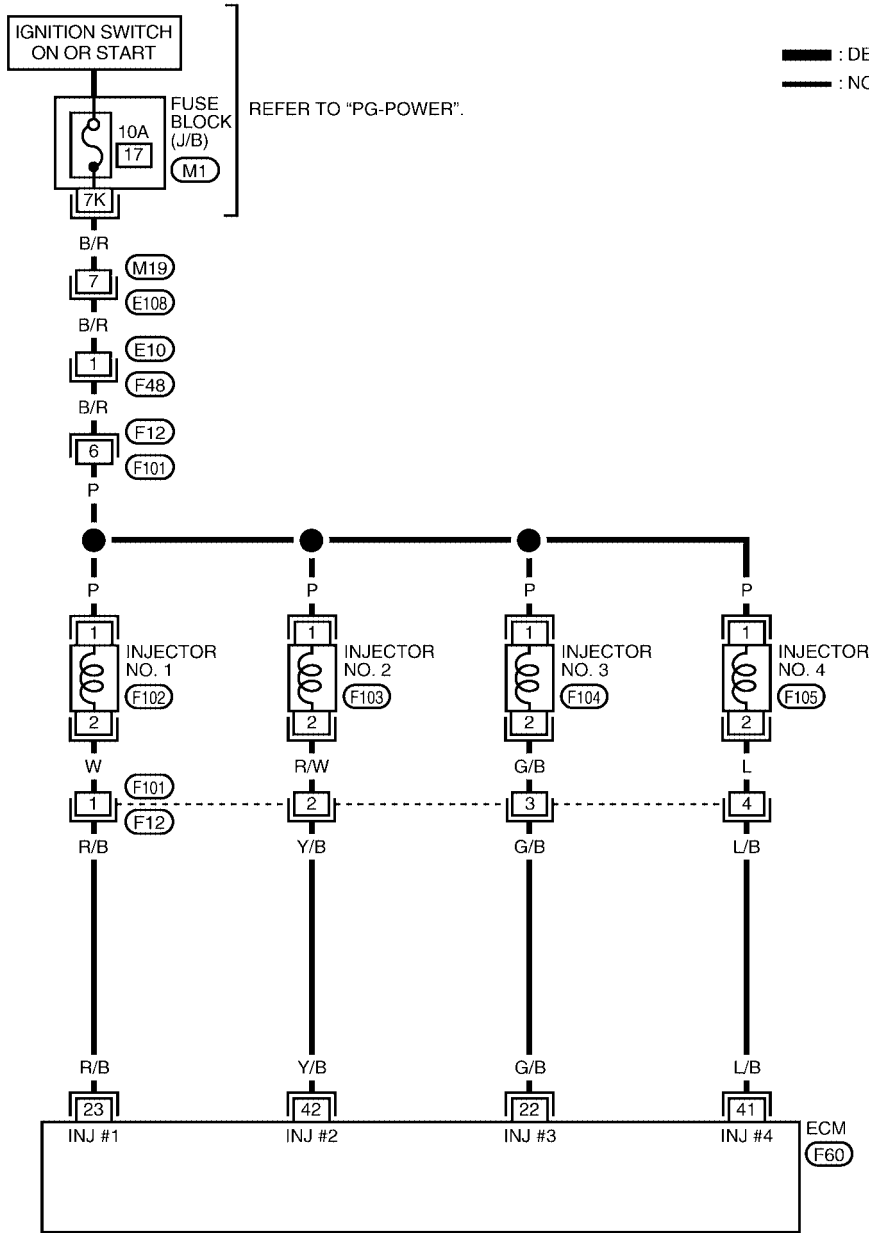 IGNITION SWITCH
ON OR START
: DE
: NO
REFER TO “PG-POWER”.
FUSE
BLOCK
(J/B)
10A
17
M1
7K
B/R
7
M19
E108
B/R
1
E10
F48
B/R
6
F12
F101
P
P P P P
1 1 1 1
INJECTOR
NO. 1
F102
INJECTOR
NO. 2
F103
INJECTOR
NO. 3
F104
INJECTOR
NO. 4
F105
2 2 2 2
W R/W G/B L
F101
1 2 3 4
F12
R/B Y/B G/B L/B
R/B Y/B G/B L/B
23 42 22 41
INJ #1 INJ #2 INJ #3 INJ #4
ECM
F60